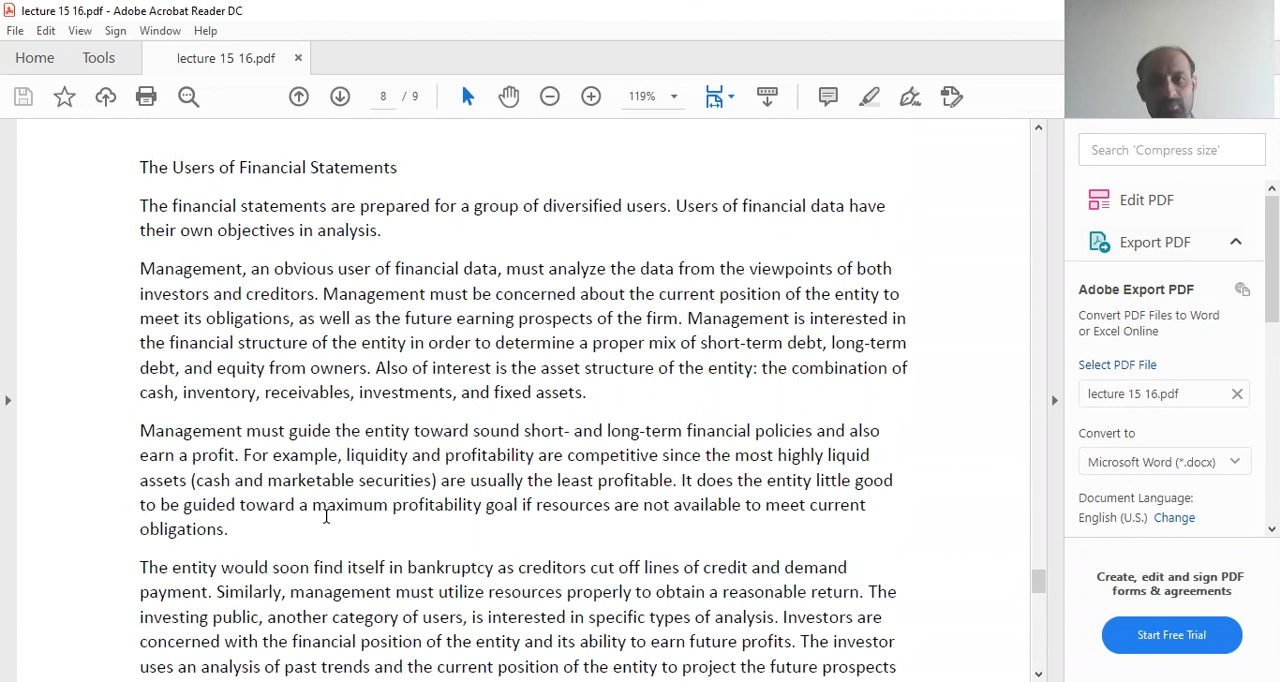 lecture 15 16.pdf - Adobe Acrobat Reader DC
File Edit View Sign Window Help
Home Tools lecture 15 16.pdf ×
8 / 9 119%
The Users of Financial Statements
The financial statements are prepared for a group of diversified users. Users of financial data have
their own objectives in analysis.
Management, an obvious user of financial data, must analyze the data from the viewpoints of both
investors and creditors. Management must be concerned about the current position of the entity to
meet its obligations, as well as the future earning prospects of the firm. Management is interested in
the financial structure of the entity in order to determine a proper mix of short-term debt, long-term
debt, and equity from owners. Also of interest is the asset structure of the entity: the combination of
cash, inventory, receivables, investments, and fixed assets.
Management must guide the entity toward sound short- and long-term financial policies and also
earn a profit. For example, liquidity and profitability are competitive since the most highly liquid
assets (cash and marketable securities) are usually the least profitable. It does the entity little good
to be guided toward a maximum profitability goal if resources are not available to meet current
obligations.
The entity would soon find itself in bankruptcy as creditors cut off lines of credit and demand
payment. Similarly, management must utilize resources properly to obtain a reasonable return. The
investing public, another category of users, is interested in specific types of analysis. Investors are
concerned with the financial position of the entity and its ability to earn future profits. The investor
uses an analysis of past trends and the current position of the entity to project the future prospects
Search 'Compress size'
Edit PDF
Export PDF
Adobe Export PDF
Convert PDF Files to Word
or Excel Online
Select PDF File
lecture 15 16.pdf
Convert to
Microsoft Word (*.docx)
Document Language:
English (U.S.) Change
Create, edit and sign PDF
forms & agreements
Start Free Trial